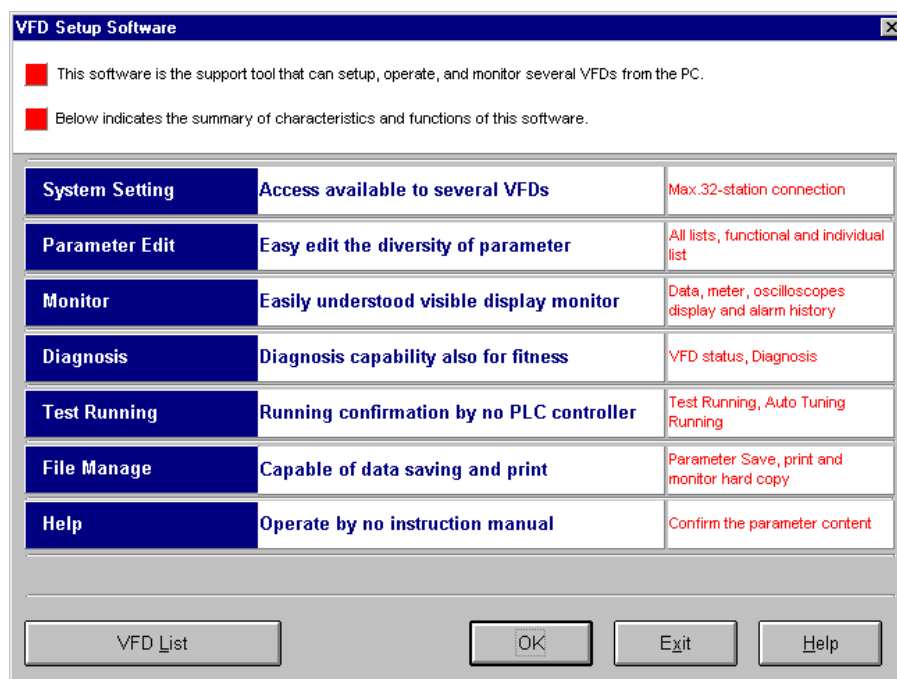 VFD Setup Software
This software is the support tool that can setup, operate, and monitor several VFDs from the PC.
Below indicates the summary of characteristics and functions of this software.
System Setting
Access available to several VFDs
Max.32-station connection
Parameter Edit
Easy edit the diversity of parameter
All lists, functional and individual
list
Monitor
Easily understood visible display monitor
Data, meter, oscilloscopes
display and alarm history
Diagnosis
Diagnosis capability also for fitness
VFD status, Diagnosis
Test Running
Running confirmation by no PLC controller
Test Running, Auto Tuning
Running
File Manage
Capable of data saving and print
Parameter Save, print and
monitor hard copy
Help
Operate by no instruction manual
Confirm the parameter content
VFD List
OK
Exit
Help